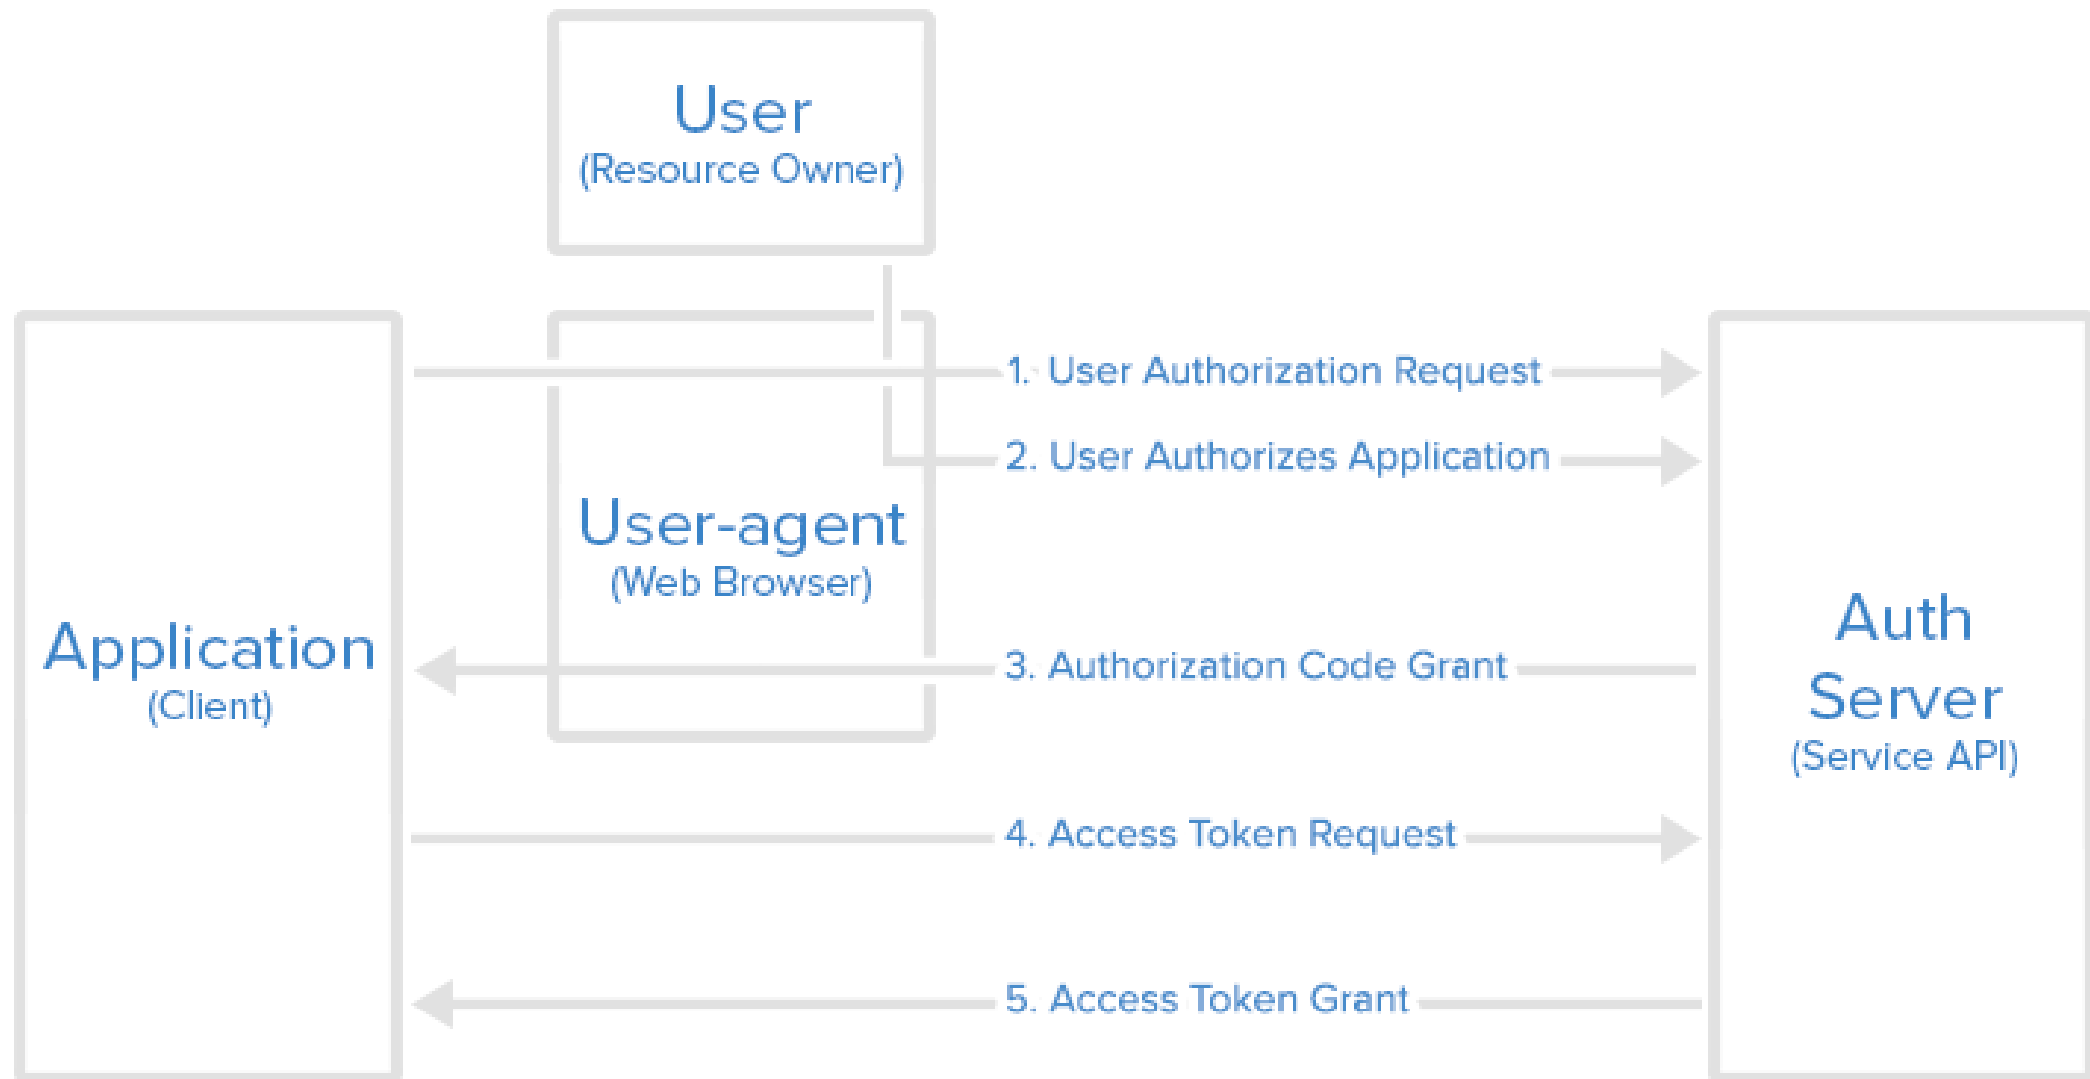 User
(Resource Owner)
1. User Authorization Request
2. User Authorizes Application
User-agent
(Web Browser)
Application
(Client)
3. Authorization Code Grant
Auth
Server
(Service API)
4. Access Token Request
5. Access Token Grant